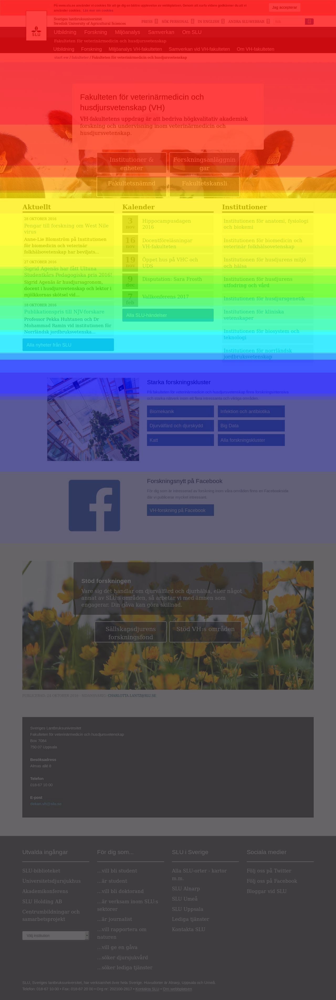 På www.slu.se använder vi cookies för att ge dig en bättre upplevelse av webbplatsen. Genom att surfa vidare godkänner du att vi
använder cookies. Läs mer om cookies
Jag accepterar
Sveriges lantbruksuniversitet
Swedish University of Agricultural Sciences
PRESS SÖK PERSONAL IN ENGLISH ANDRA SLU-WEBBAR Sök
SLU
Utbildning Forskning Miljöanalys Samverkan Om SLU
Fakulteten för veterinärmedicin och husdjursvetenskap
Utbildning Forskning Miljöanalys VH-fakulteten Samverkan vid VH-fakulteten Om VH-fakulteten
start ew / fakulteter / Fakulteten för veterinärmedicin och husdjursvetenskap
Fakulteten för veterinärmedicin och
husdjursvetenskap (VH)
VH-fakultetens uppdrag är att bedriva högkvalitativ akademisk
forskning och undervisning inom veterinärmedicin och
husdjursvetenskap.
Institutioner &
enheter
Forskningsanläggnin
gar
Fakultetsnämnd
Fakultetskansli
Aktuellt
28 OKTOBER 2016
Pengar till forskning om West Nile
virus
Anne-Lie Blomström på Institutionen
för biomedicin och veterinär
folkhälsovetenskap har beviljats...
27 OKTOBER 2016
Sigrid Agenäs har fått Ultuna
Studentkårs Pedagogiska pris 2016!
Sigrid Agenäs är husdjursagronom,
docent i husdjursvetenskap och lektor i
mjölkkornas skötsel vid...
18 OKTOBER 2016
Publikationspris till NJV-forskare
Professor Pekka Huhtanen och Dr
Mohammad Ramin vid institutionen för
Norrländsk jordbruksvetenska...
Alla nyheter från SLU
Kalender
3
nov
Hippocampusdagen
2016
16
nov
Docentföreläsningar
VH-fakulteten
19
nov
Öppet hus på VHC och
UDS
9
dec
Disputation: Sara Frosth
7
feb
Vallkonferens 2017
Alla SLU-händelser
Institutioner
Institutionen för anatomi, fysiologi
och biokemi
Institutionen för biomedicin och
veterinär folkhälsovetenskap
Institutionen för husdjurens miljö
och hälsa
Institutionen för husdjurens
utfodring och vård
Institutionen för husdjursgenetik
Institutionen för kliniska
vetenskaper
Institutionen för biosystem och
teknologi
Institutionen för norrländsk
jordbruksvetenskap
Starka forskningskluster
På fakulteten för veterinärmedicin och husdjursvetenskap finns forskningsintensiva
och starka nätverk inom ett flera intressanta och viktiga områden.
Biomekanik
Infektion och antibiotika
Djurvälfärd och djurskydd
Big Data
Katt
Alla forskningskluster
Forskningsnytt på Facebook
För dig som är intresserad av forskning inom våra områden finns en Facebooksida
där vi publicerar mycket intressant.
VH-forskning på Facebook
Stöd forskningen
Vare sig det handlar om djurvälfärd och djurhälsa, eller något
annat av SLU:s områden, så arbetar vi med ämnen som
engagerar. Din gåva kan göra skillnad.
Sällskapsdjurens
forskningsfond
Stöd VH:s områden
PUBLICERAD: 24 OKTOBER 2016 - SIDANSVARIG: CHARLOTTA.LANTZ@SLU.SE
Sveriges Lantbruksuniversitet
Fakulteten för veterinärmedicin och husdjursvetenskap
Box 7084
750 07 Uppsala
Besöksadress
Almas allé 8
Telefon
018-67 10 00
E-post
dekan.vh@slu.se
Utvalda ingångar
SLU-biblioteket
Universitetsdjursjukhus
Akademikonferens
SLU Holding AB
Centrumbildningar och
samarbetsprojekt
Välj institution
För dig som...
...vill bli student
...är student
...vill bli doktorand
...är verksam inom SLU:s
sektorer
...är journalist
...vill rapportera om
naturen
...vill ge en gåva
...söker djursjukvård
...söker lediga tjänster
SLU i Sverige
Alla SLU-orter - kartor
m.m.
SLU Alnarp
SLU Umeå
SLU Uppsala
Lediga tjänster
Kontakta SLU
Sociala medier
Följ oss på Twitter
Följ oss på Facebook
Bloggar vid SLU
SLU, Sveriges lantbruksuniversitet, har verksamhet över hela Sverige. Huvudorter är Alnarp, Uppsala och Umeå.
Telefon: 018-67 10 00 • Fax: 018-67 20 00 • Org nr: 202100-2817 • Kontakta SLU • Om webbplatsen